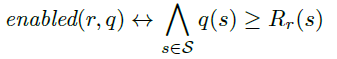 enabled(r, q) ↔ ⋀_{s∈𝒮} q(s) ≥ R_r(s)